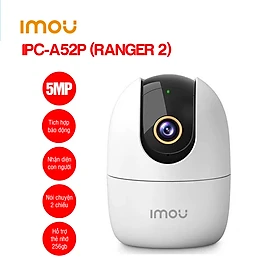 imou
IPC-A52P (RANGER 2)
5MP
Tích hợp
báo động
Nhận diện
con người
Nói chuyện
2 chiều
Hỗ trợ
thẻ nhớ
256gb
imou